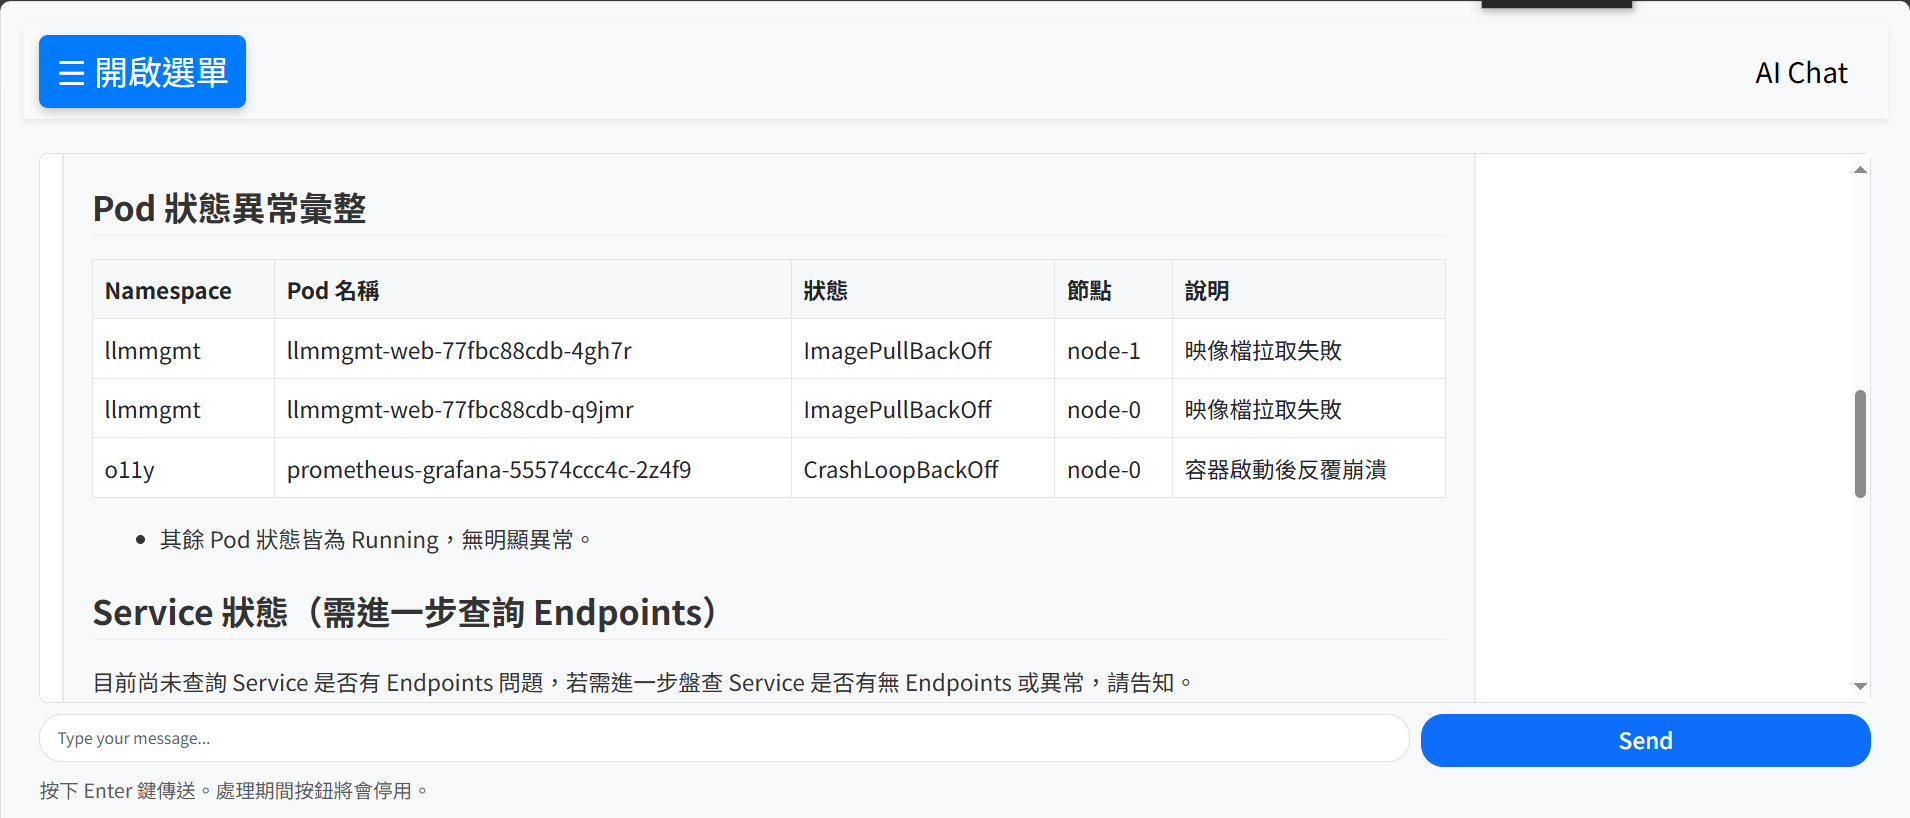 ☰ 開啟選單
AI Chat
Pod 狀態異常彙整
Namespace Pod 名稱 狀態 節點 說明
llmmgmt llmmgmt-web-77fbc88cdb-4gh7r ImagePullBackOff node-1 映像檔拉取失敗
llmmgmt llmmgmt-web-77fbc88cdb-q9jmr ImagePullBackOff node-0 映像檔拉取失敗
o11y prometheus-grafana-55574ccc4c-2z4f9 CrashLoopBackOff node-0 容器啟動後反覆崩潰
• 其餘 Pod 狀態皆為 Running，無明顯異常。
Service 狀態（需進一步查詢 Endpoints）
目前尚未查詢 Service 是否有 Endpoints 問題，若需進一步盤查 Service 是否有無 Endpoints 或異常，請告知。
Type your message...
Send
按下 Enter 鍵傳送。處理期間按鈕將會停用。